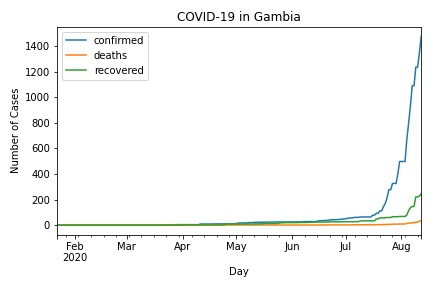 COVID-19 in Gambia
confirmed
deaths
recovered
Number of Cases
1400
1200
1000
800
600
400
200
0
Feb Mar Apr May Jun Jul Aug
2020
Day